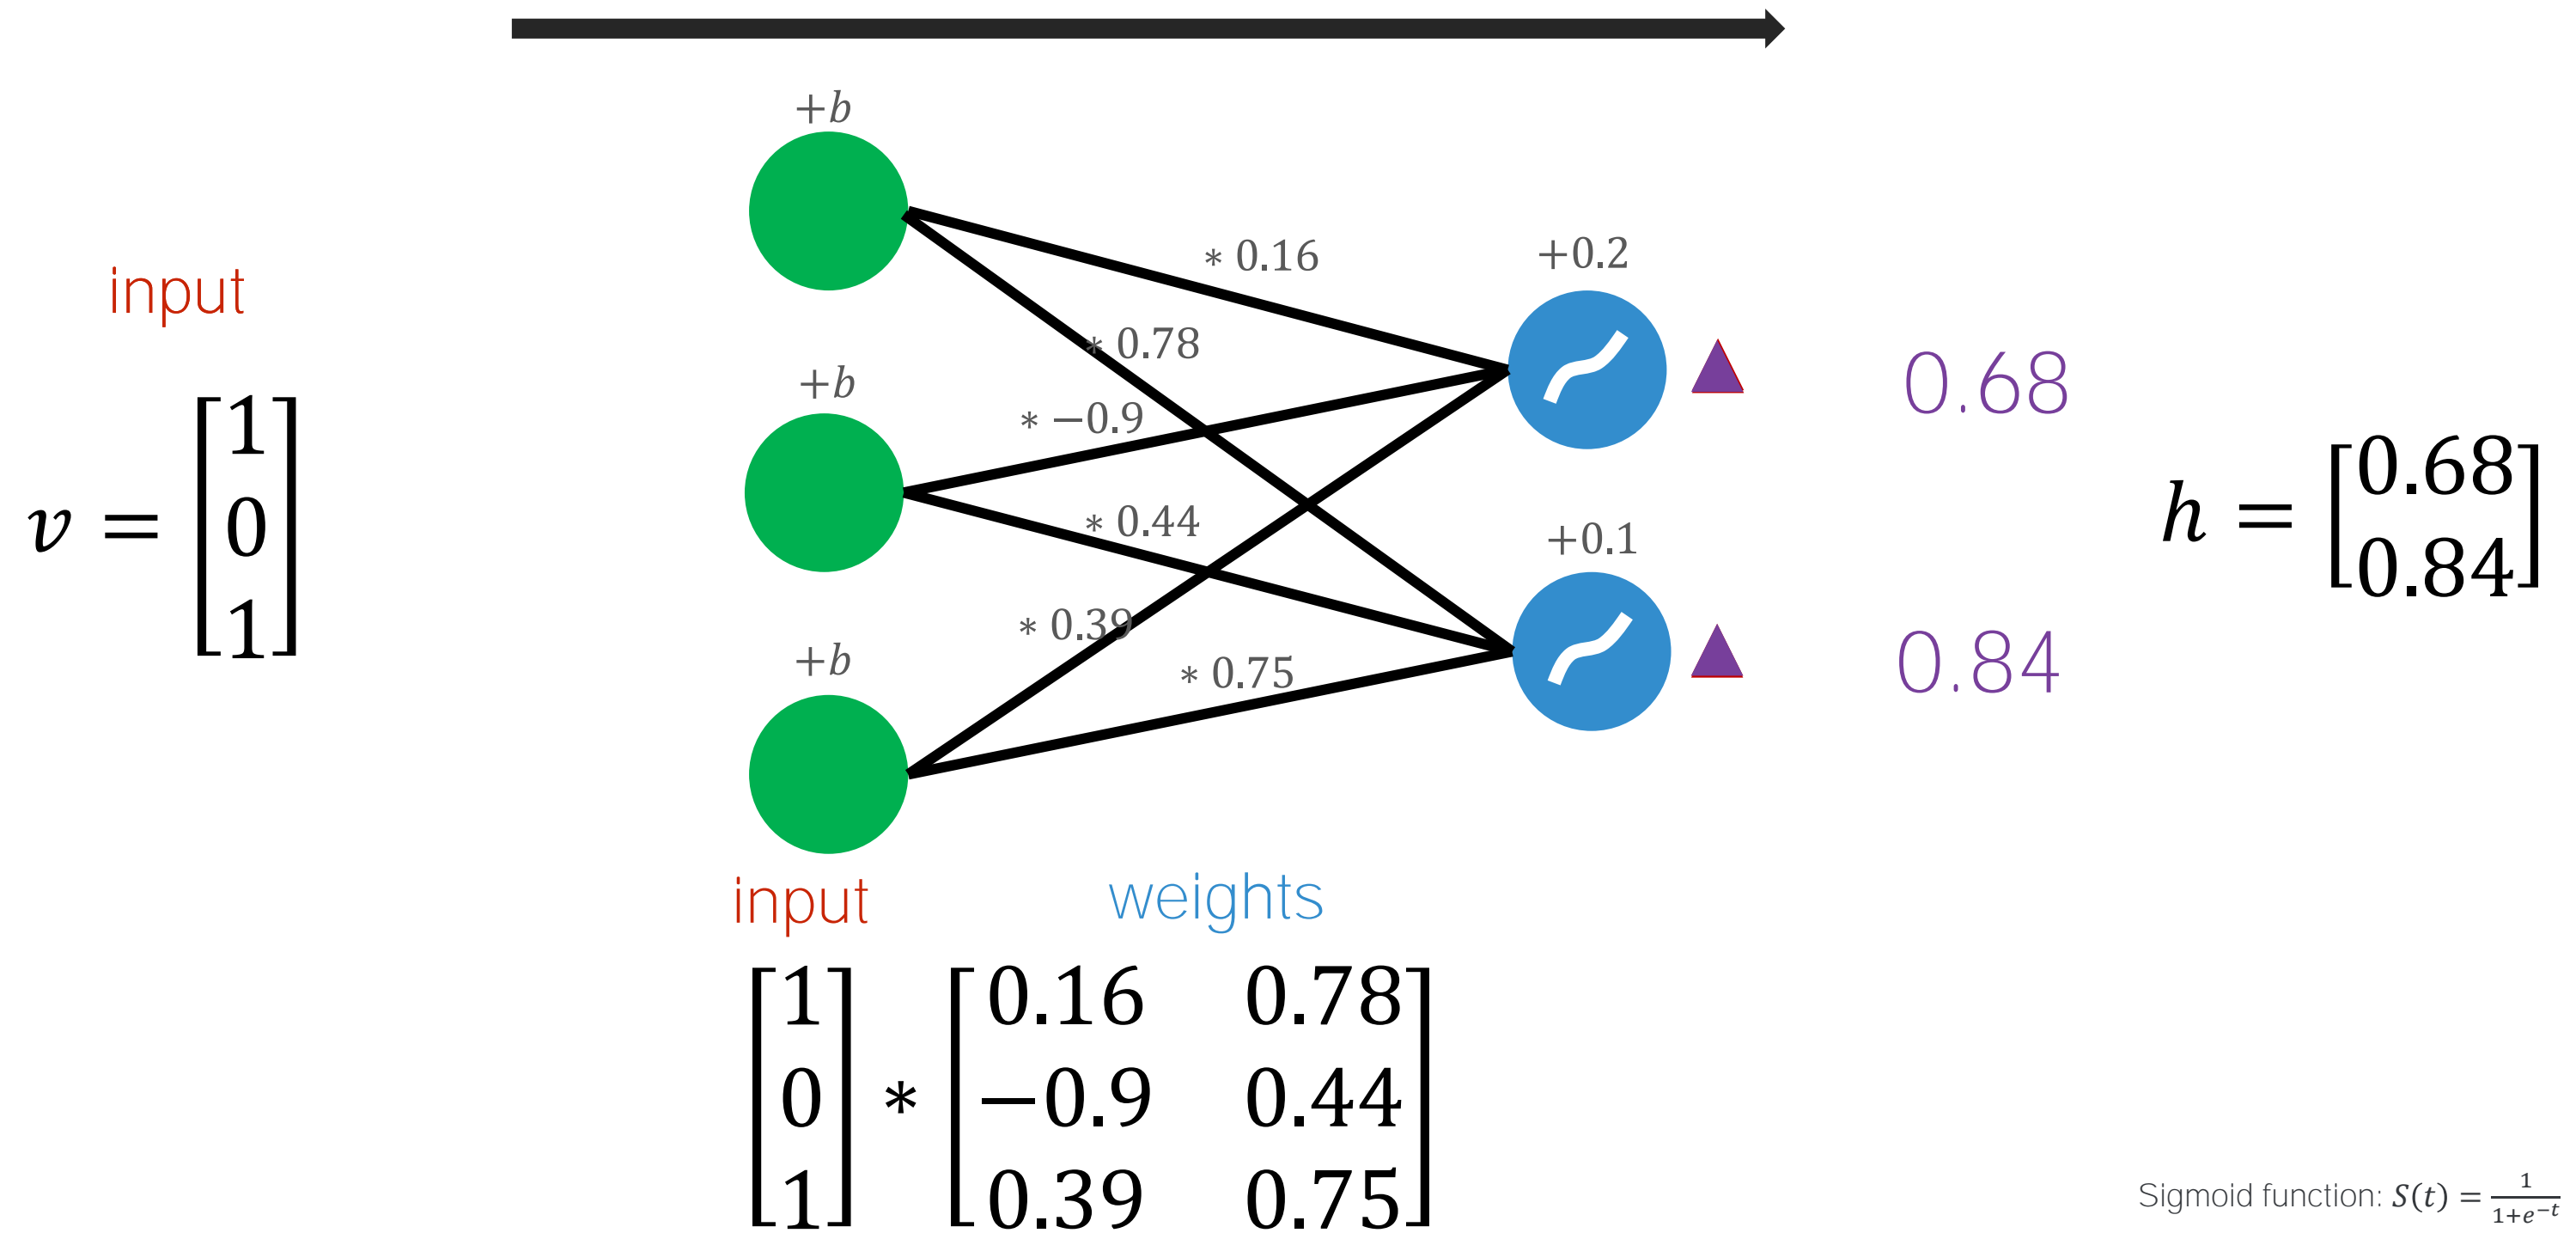 +b
+b
+b
input
v = [1 0 1]
* 0.16
* 0.78
* −0.9
* 0.44
* 0.39
* 0.75
+0.2
+0.1
0.68
0.84
h = [0.68 0.84]
input
weights
[1 0 1] * [0.16 0.78
−0.9 0.44
0.39 0.75]
Sigmoid function: S(t) = 1/(1+e^−t)